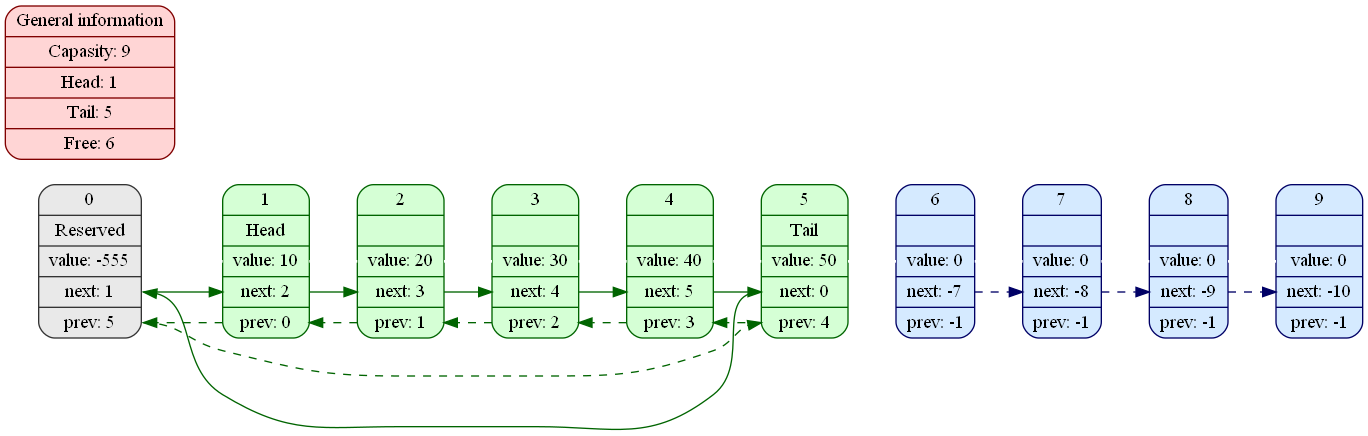 General information
Capasity: 9
Head: 1
Tail: 5
Free: 6
0
Reserved
value: -555
next: 1
prev: 5
1
Head
value: 10
next: 2
prev: 0
2
value: 20
next: 3
prev: 1
3
value: 30
next: 4
prev: 2
4
value: 40
next: 5
prev: 3
5
Tail
value: 50
next: 0
prev: 4
6
value: 0
next: -7
prev: -1
7
value: 0
next: -8
prev: -1
8
value: 0
next: -9
prev: -1
9
value: 0
next: -10
prev: -1